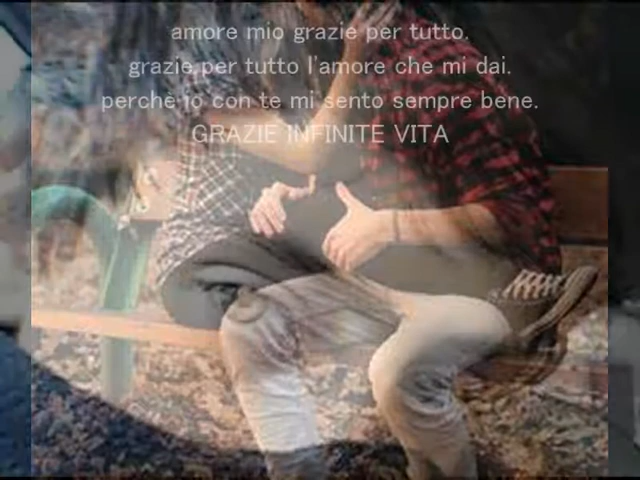 amore mio grazie per tutto.
grazie per tutto l'amore che mi dai.
perchè io con te mi sento sempre bene.
GRAZIE INFINITE VITA